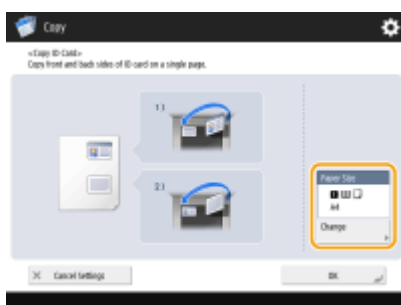 Copy
<Copy ID Card>
Copy front and back sides of ID card on a single page.
1)
2)
Paper Size
A4
Change
Cancel Settings
OK